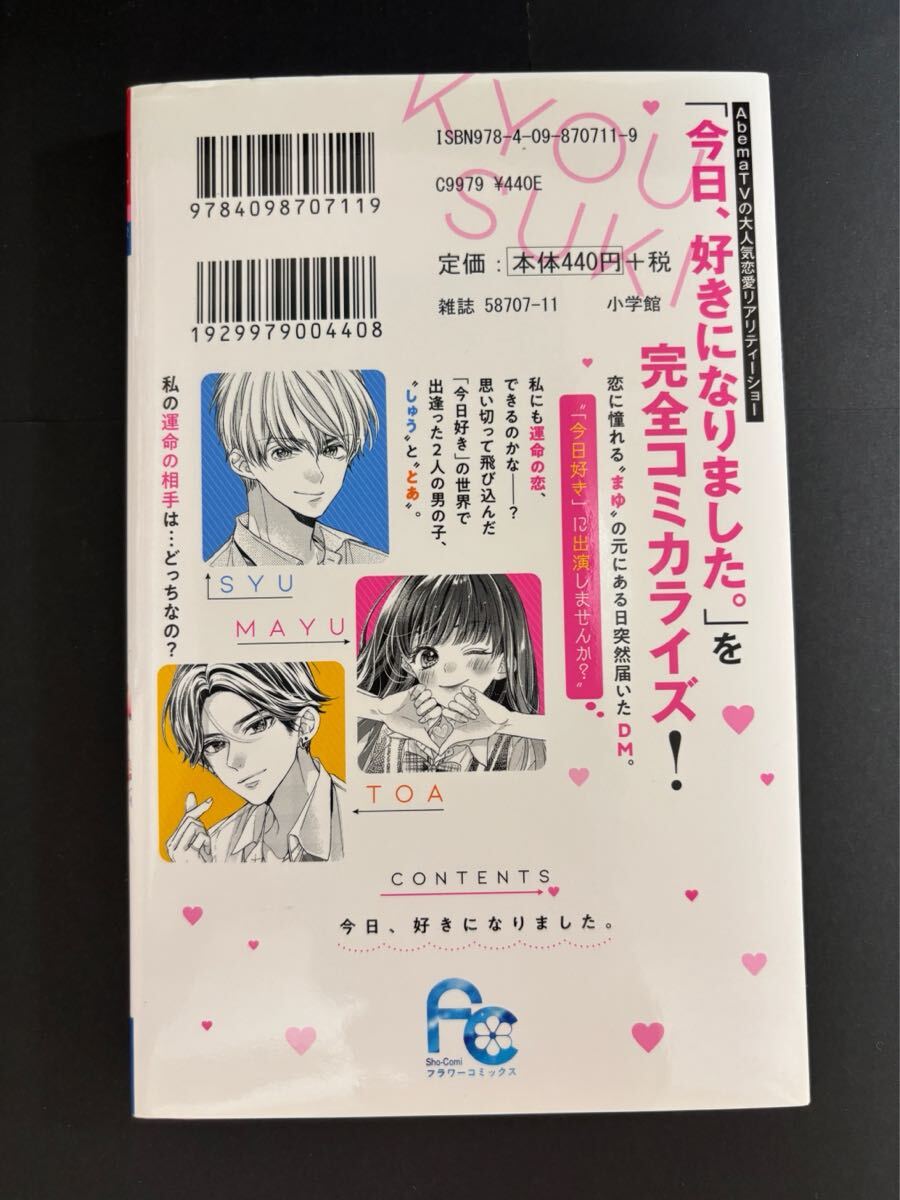 KYOU
SUKI
ISBN978-4-09-870711-9
C9979 ¥440E
定価：本体440円＋税
雑誌 58707-11 小学館
9784098707119
1929979004408
AbemaTVの大人気恋愛リアリティーショー
「今日、好きになりました。」を
完全コミカライズ！
恋に憧れる〝まゆ〟の元にある日突然届いたDM。
〝「今日好き」に出演しませんか？〟
私にも運命の恋、
できるのかな――？
思い切って飛び込んだ
「今日好き」の世界で
出逢った2人の男の子、
〝しゅう〟と〝とあ〟。
私の運命の相手は…どっちなの？
SYU
MAYU
TOA
CONTENTS
今日、好きになりました。
FC
Sho-Comi
フラワーコミックス